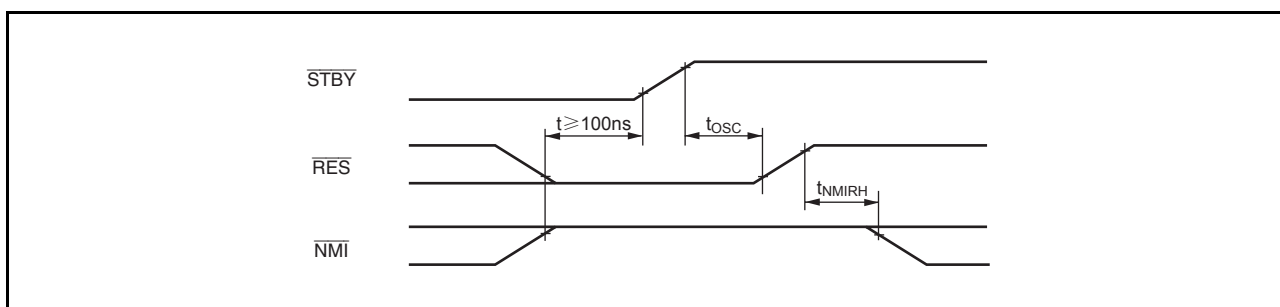 STBY
t≥100ns
tOSC
RES
tNMIRH
NMI